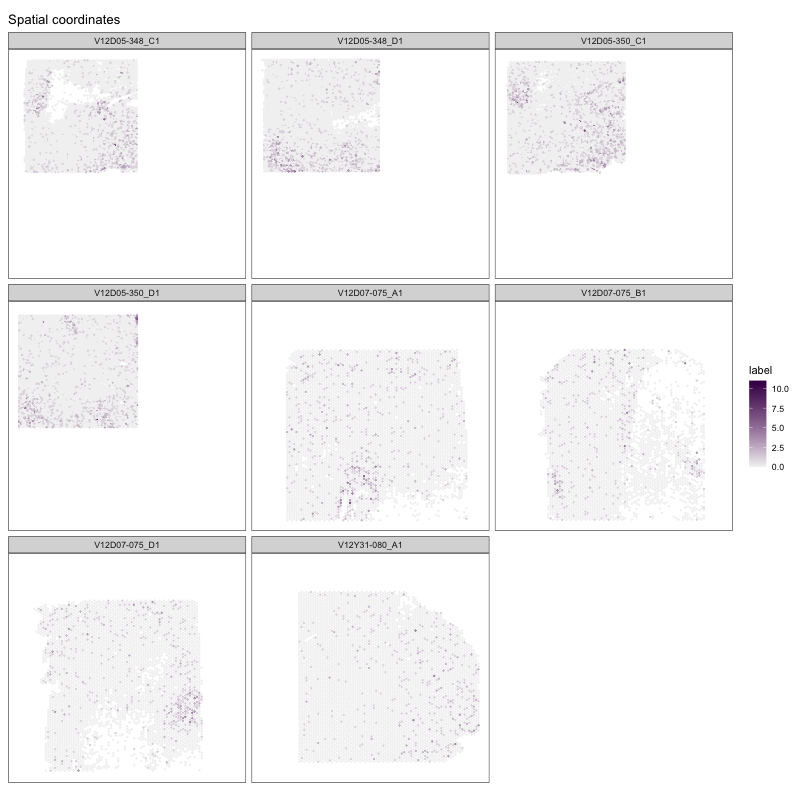 Spatial coordinates
V12D05-348_C1
V12D05-348_D1
V12D05-350_C1
V12D05-350_D1
V12D07-075_A1
V12D07-075_B1
label
10.0
7.5
5.0
2.5
0.0
V12D07-075_D1
V12Y31-080_A1